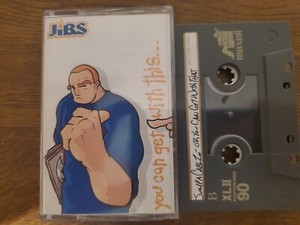 JiBS
you can get with this...
maxell
B
XLII
90